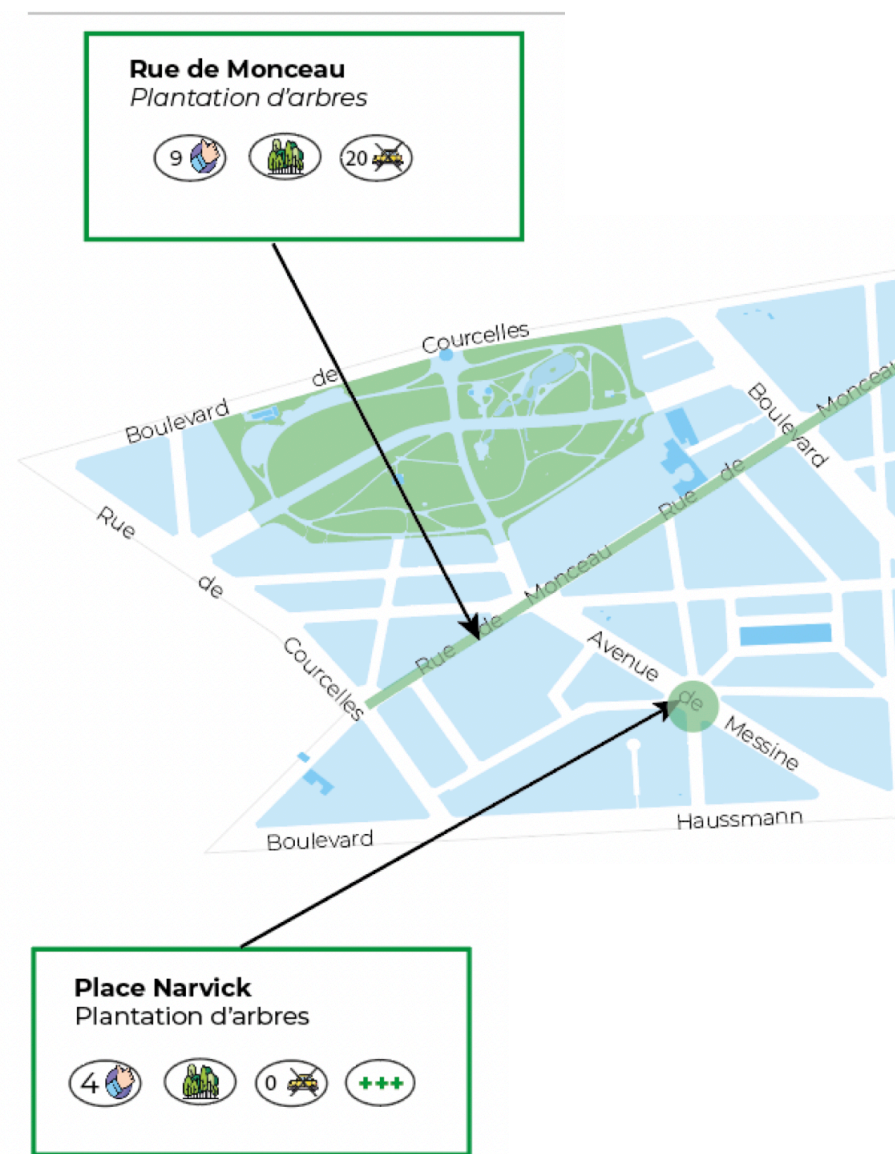 Rue de Monceau
Plantation d'arbres
9
20
Boulevard de Courcelles
Rue de Courcelles
Rue de Monceau Rue de Monceau
Boulevard
Avenue de Messine
Boulevard Haussmann
Place Narvick
Plantation d'arbres
4
0
+++